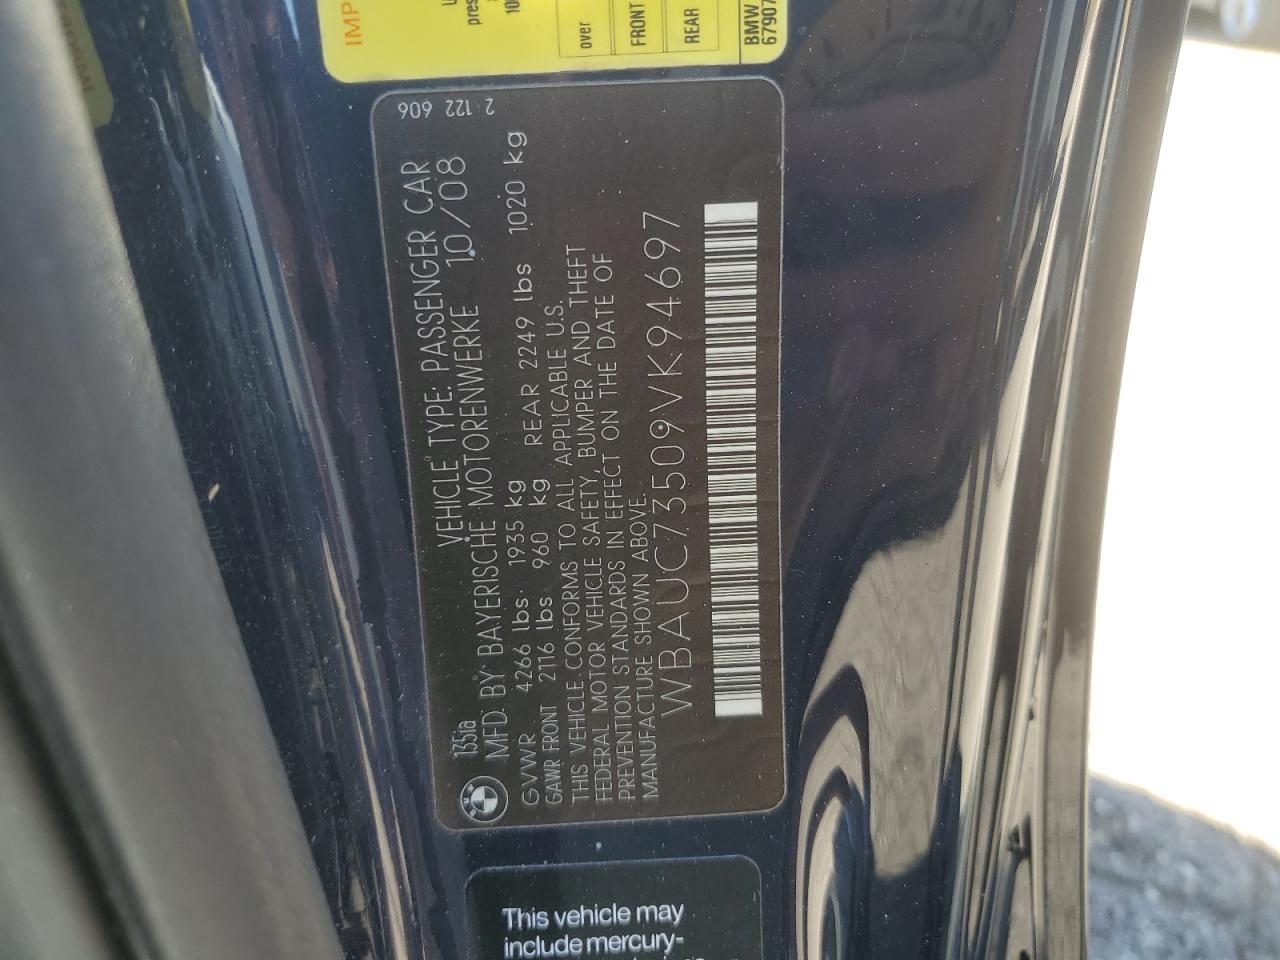 IMP
over
FRONT
REAR
BMW
67907
2 122 606
135ia VEHICLE TYPE: PASSENGER CAR
MFD. BY BAYERISCHE MOTORENWERKE 10/08
GVWR 4266 lbs 1935 kg
GAWR FRONT 2116 lbs 960 kg REAR 2249 lbs 1020 kg
THIS VEHICLE CONFORMS TO ALL APPLICABLE U.S.
FEDERAL MOTOR VEHICLE SAFETY, BUMPER AND THEFT
PREVENTION STANDARDS IN EFFECT ON THE DATE OF
MANUFACTURE SHOWN ABOVE.
WBAUC73509VK94697
This vehicle may
include mercury-